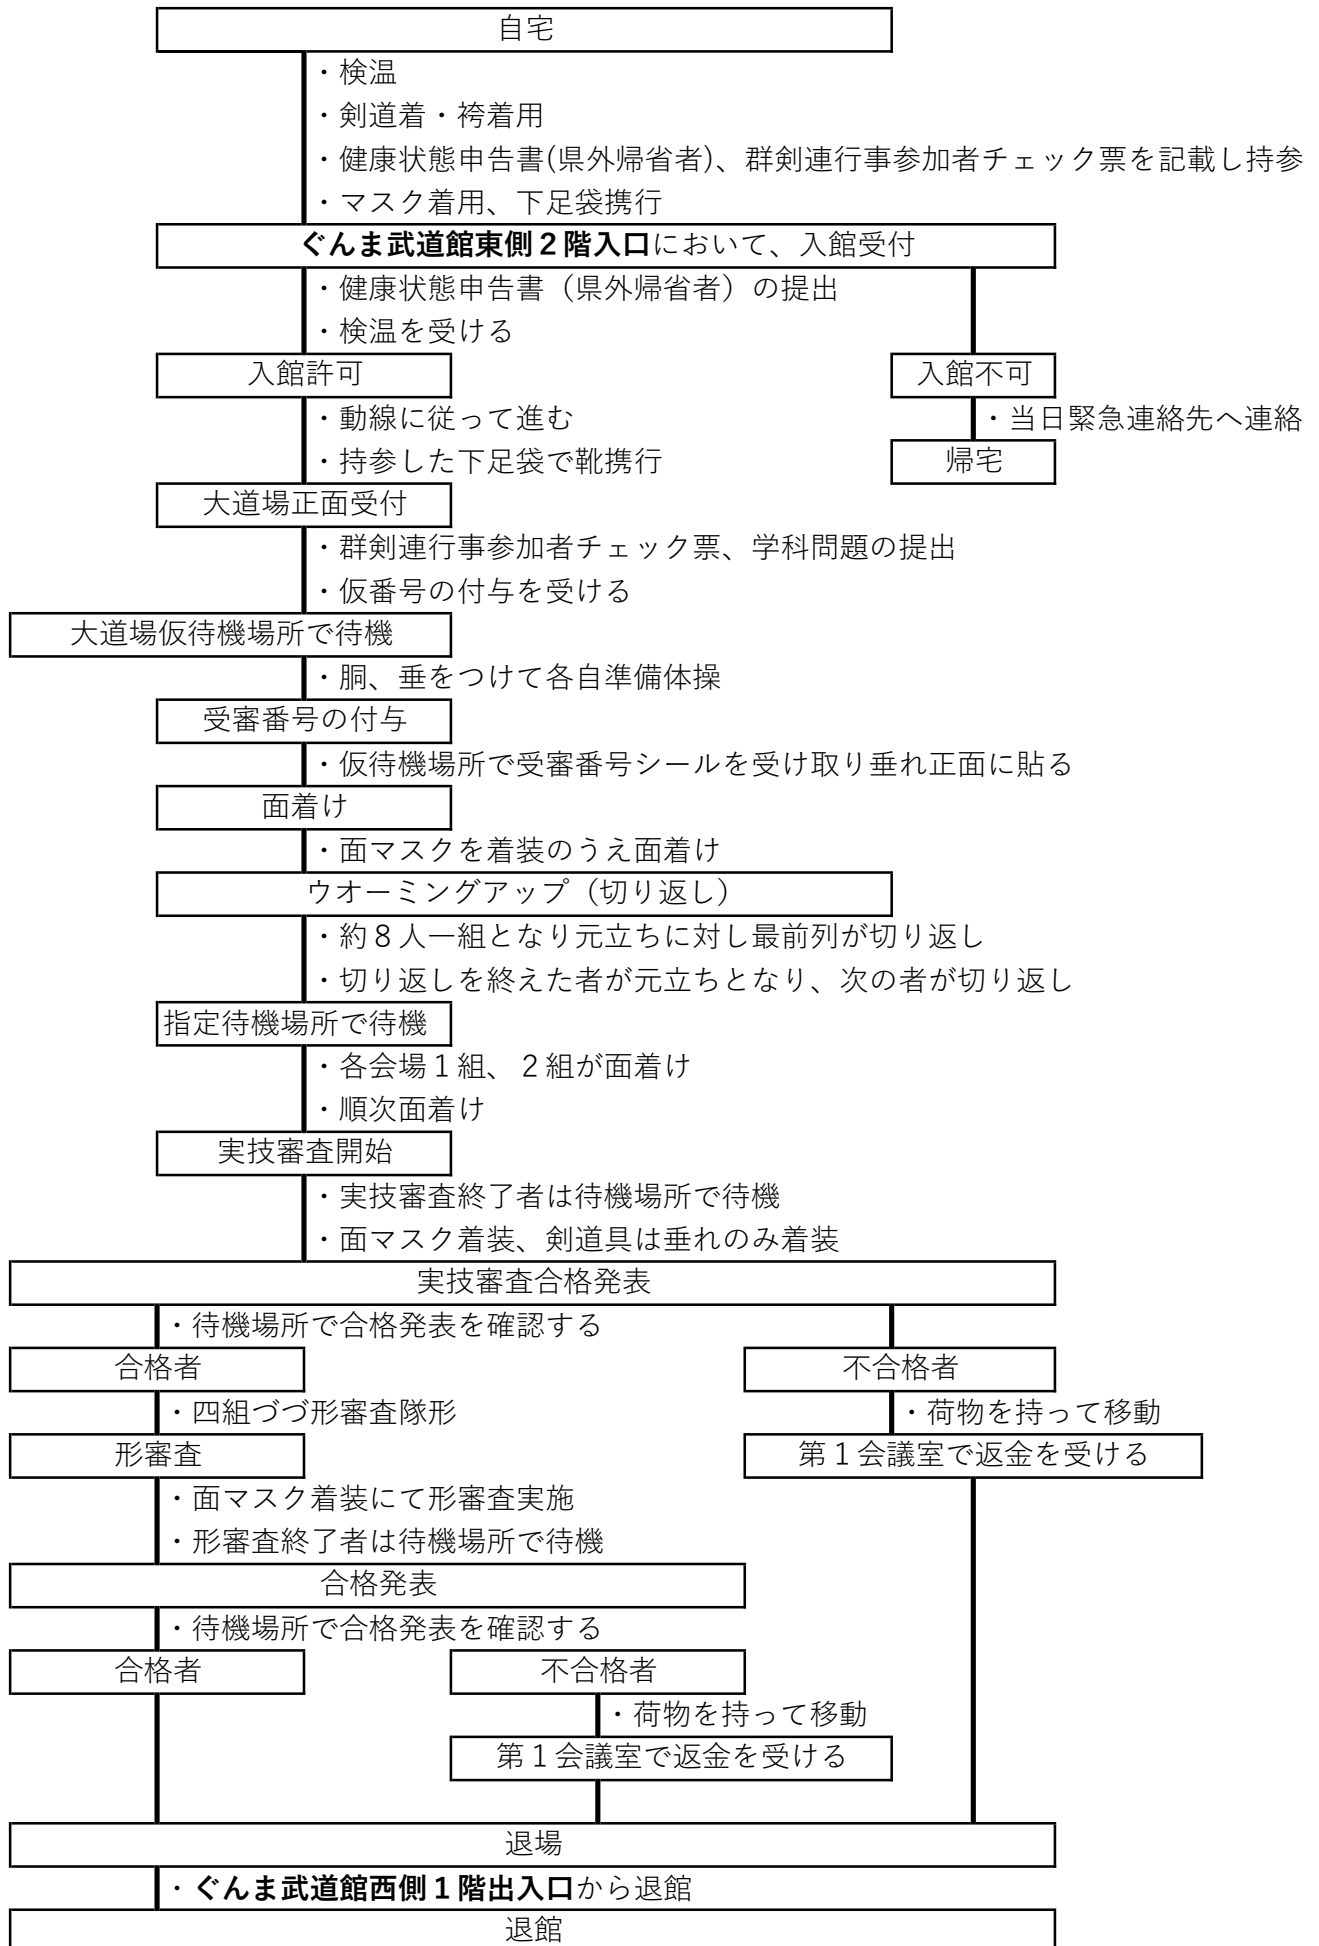 自宅
・検温
・剣道着・袴着用
・健康状態申告書(県外帰省者)、群剣連行事参加者チェック票を記載し持参
・マスク着用、下足袋携行
ぐんま武道館東側２階入口において、入館受付
・健康状態申告書（県外帰省者）の提出
・検温を受ける
入館許可
入館不可
・動線に従って進む
・当日緊急連絡先へ連絡
・持参した下足袋で靴携行
帰宅
大道場正面受付
・群剣連行事参加者チェック票、学科問題の提出
・仮番号の付与を受ける
大道場仮待機場所で待機
・胴、垂をつけて各自準備体操
受審番号の付与
・仮待機場所で受審番号シールを受け取り垂れ正面に貼る
面着け
・面マスクを着装のうえ面着け
ウオーミングアップ（切り返し）
・約８人一組となり元立ちに対し最前列が切り返し
・切り返しを終えた者が元立ちとなり、次の者が切り返し
指定待機場所で待機
・各会場１組、２組が面着け
・順次面着け
実技審査開始
・実技審査終了者は待機場所で待機
・面マスク着装、剣道具は垂れのみ着装
実技審査合格発表
・待機場所で合格発表を確認する
合格者
不合格者
・四組づづ形審査隊形
・荷物を持って移動
形審査
第１会議室で返金を受ける
・面マスク着装にて形審査実施
・形審査終了者は待機場所で待機
合格発表
・待機場所で合格発表を確認する
合格者
不合格者
・荷物を持って移動
第１会議室で返金を受ける
退場
・ぐんま武道館西側１階出入口から退館
退館